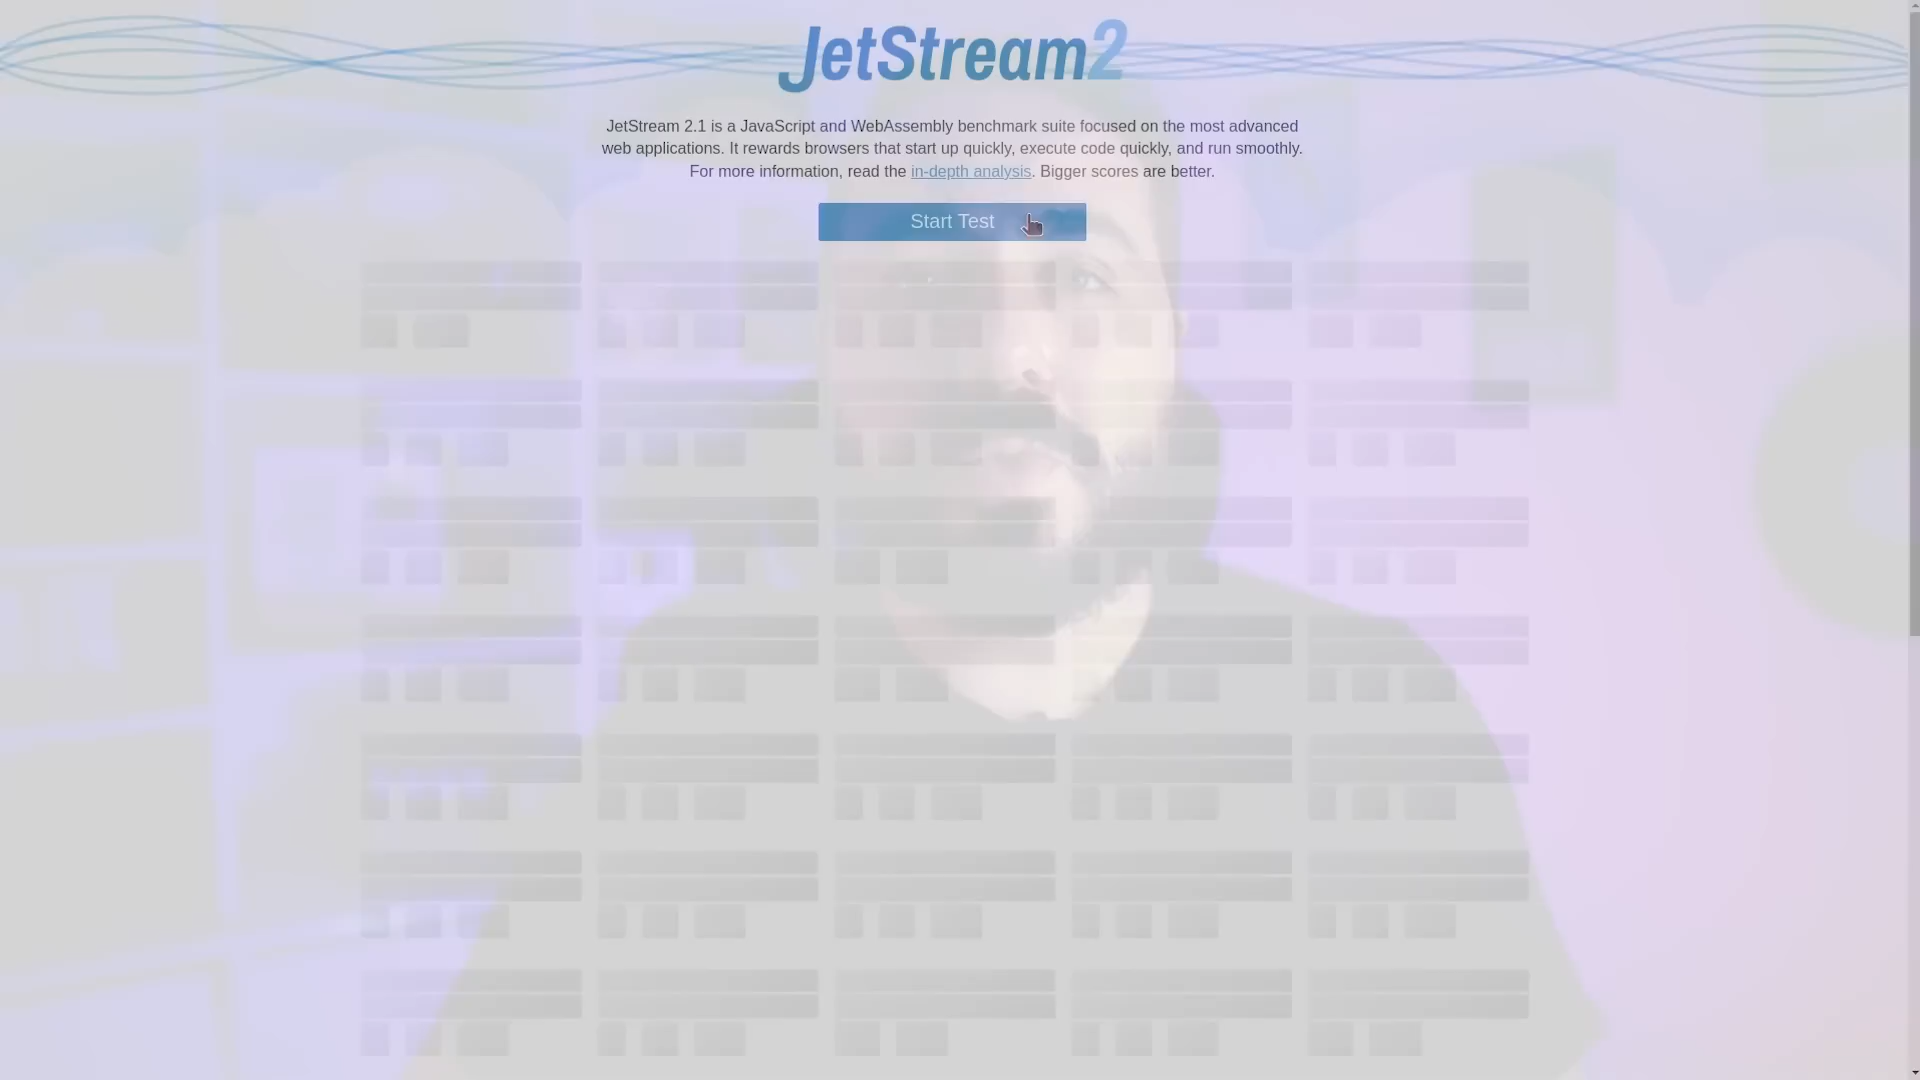 JetStream2
JetStream 2.1 is a JavaScript and WebAssembly benchmark suite focused on the most advanced
web applications. It rewards browsers that start up quickly, execute code quickly, and run smoothly.
For more information, read the in-depth analysis. Bigger scores are better.
Start Test